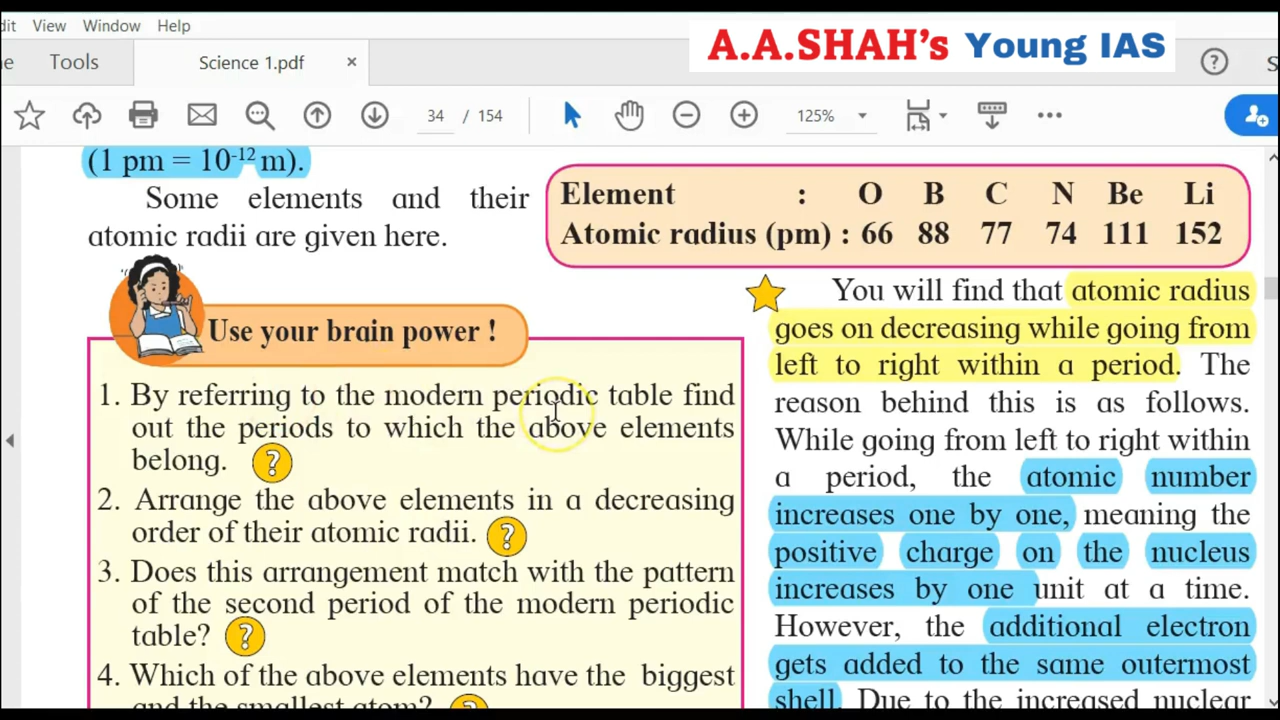 dit View Window Help
A.A.SHAH's Young IAS
e Tools Science 1.pdf × ? S
34 / 154 125%
(1 pm = 10⁻¹² m).
Some elements and their
atomic radii are given here.
Element : O B C N Be Li
Atomic radius (pm) : 66 88 77 74 111 152
Use your brain power !
1. By referring to the modern periodic table find
out the periods to which the above elements
belong. ?
2. Arrange the above elements in a decreasing
order of their atomic radii. ?
3. Does this arrangement match with the pattern
of the second period of the modern periodic
table? ?
4. Which of the above elements have the biggest
and the smallest atom? ?
You will find that atomic radius
goes on decreasing while going from
left to right within a period. The
reason behind this is as follows.
While going from left to right within
a period, the atomic number
increases one by one, meaning the
positive charge on the nucleus
increases by one unit at a time.
However, the additional electron
gets added to the same outermost
shell. Due to the increased nuclear